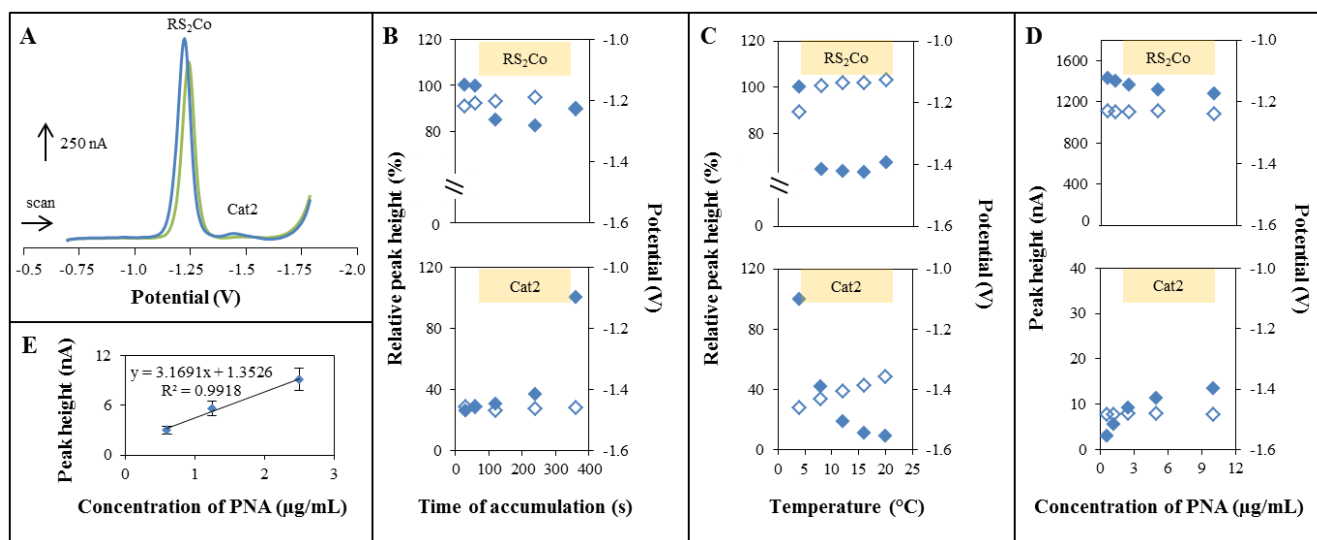 A
RS₂Co
250 nA
scan
Cat2
-0.5 -0.75 -1.0 -1.25 -1.5 -1.75 -2.0
Potential (V)
E
Peak height (nA)
12
6
0
y = 3.1691x + 1.3526
R² = 0.9918
0 1 2 3
Concentration of PNA (µg/mL)
B
Relative peak height (%)
120
100
80
0
RS₂Co
-1.0
-1.2
-1.4
-1.6
Potential (V)
120
80
40
0
Cat2
-1.0
-1.2
-1.4
-1.6
0 100 200 300 400
Time of accumulation (s)
C
Relative peak height (%)
120
100
80
0
RS₂Co
-1.0
-1.2
-1.4
-1.6
Potential (V)
120
80
40
0
Cat2
-1.0
-1.2
-1.4
-1.6
0 5 10 15 20 25
Temperature (°C)
D
Peak height (nA)
1600
1200
800
400
0
RS₂Co
-1.0
-1.2
-1.4
-1.6
Potential (V)
40
30
20
10
0
Cat2
-1.0
-1.2
-1.4
-1.6
0 3 6 9 12
Concentration of PNA (µg/mL)